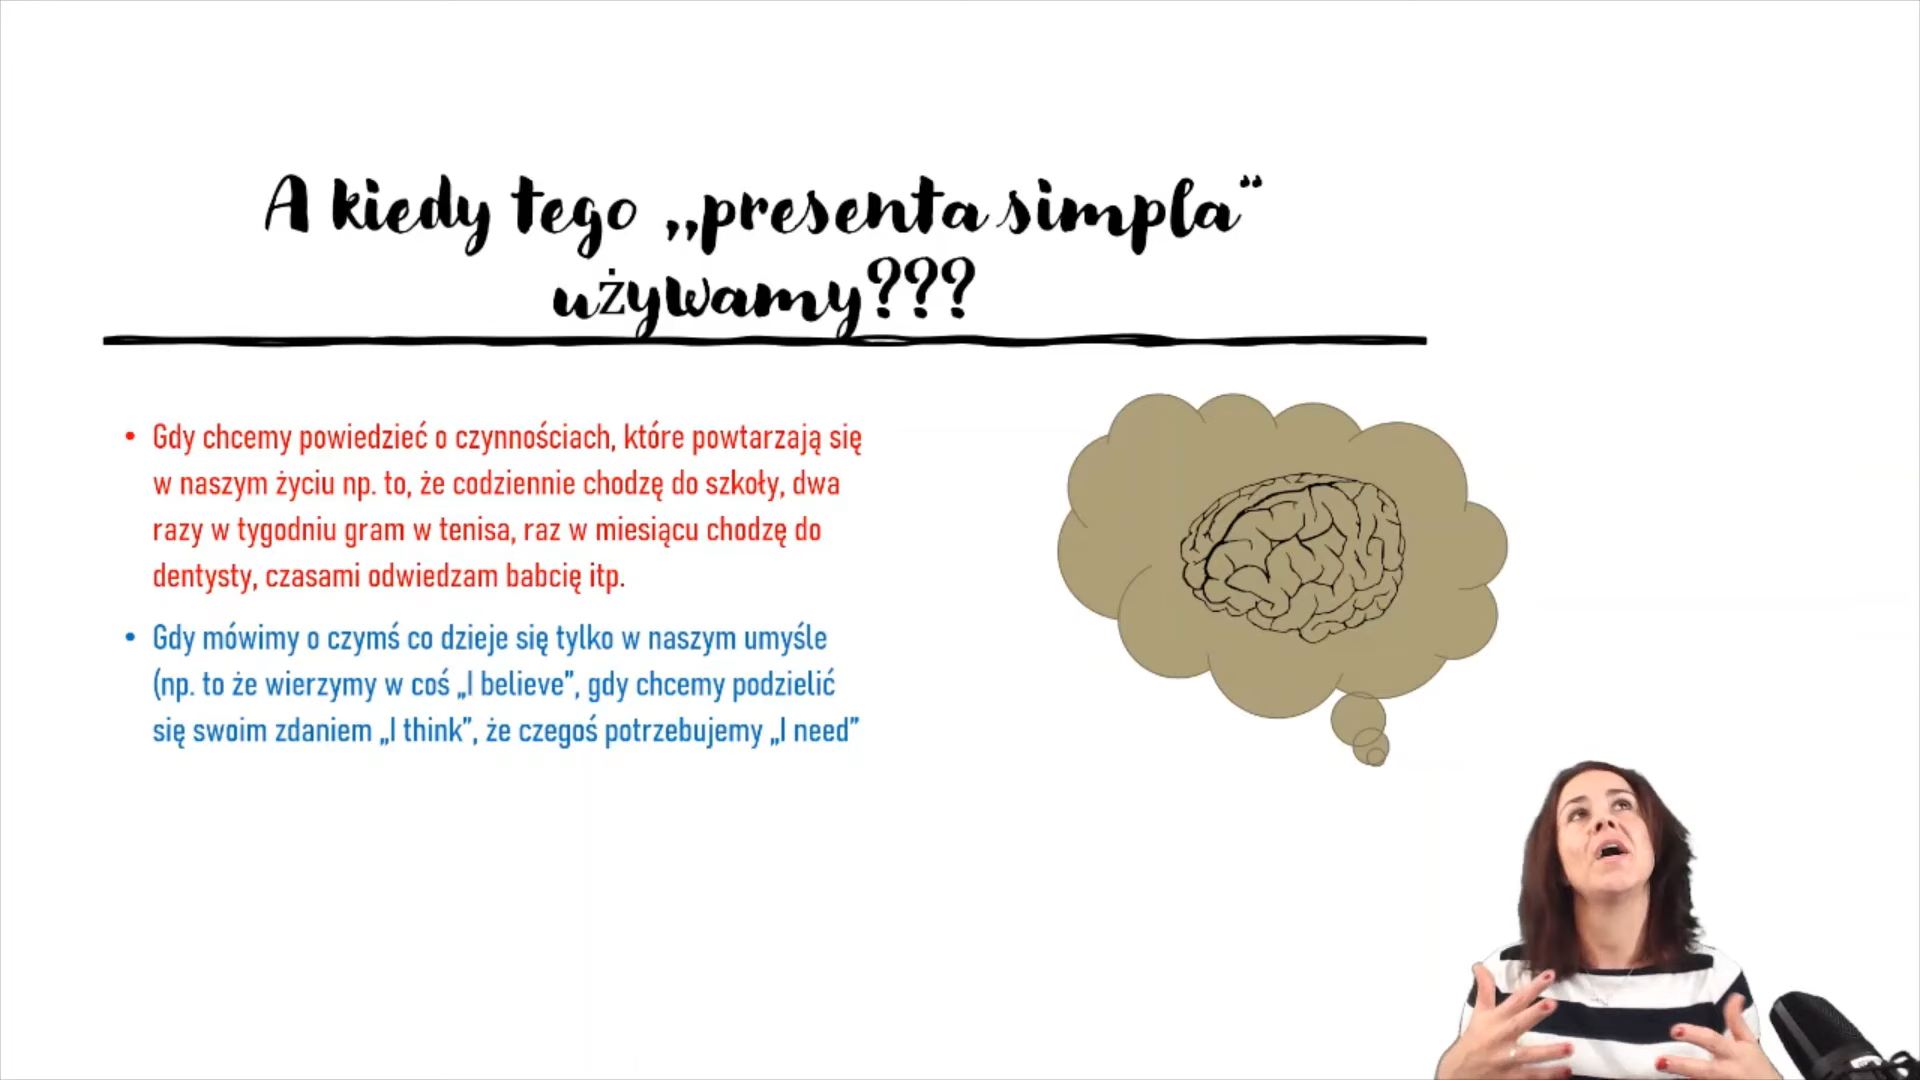 A kiedy tego „presenta simpla“
używamy???
• Gdy chcemy powiedzieć o czynnościach, które powtarzają się
w naszym życiu np. to, że codziennie chodzę do szkoły, dwa
razy w tygodniu gram w tenisa, raz w miesiącu chodzę do
dentysty, czasami odwiedzam babcię itp.
• Gdy mówimy o czymś co dzieje się tylko w naszym umyśle
(np. to że wierzymy w coś „I believe”, gdy chcemy podzielić
się swoim zdaniem „I think”, że czegoś potrzebujemy „I need”